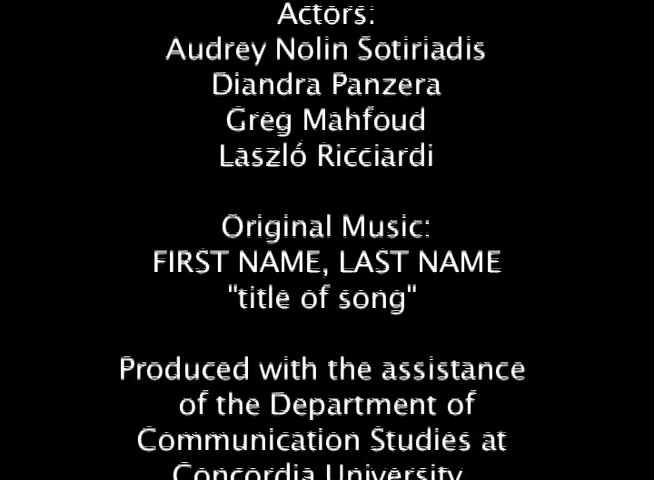 Actors:
Audrey Nolin Sotiriadis
Diandra Panzera
Greg Mahfoud
Laszló Ricciardi
Original Music:
FIRST NAME, LAST NAME
"title of song"
Produced with the assistance
of the Department of
Communication Studies at
Concordia University